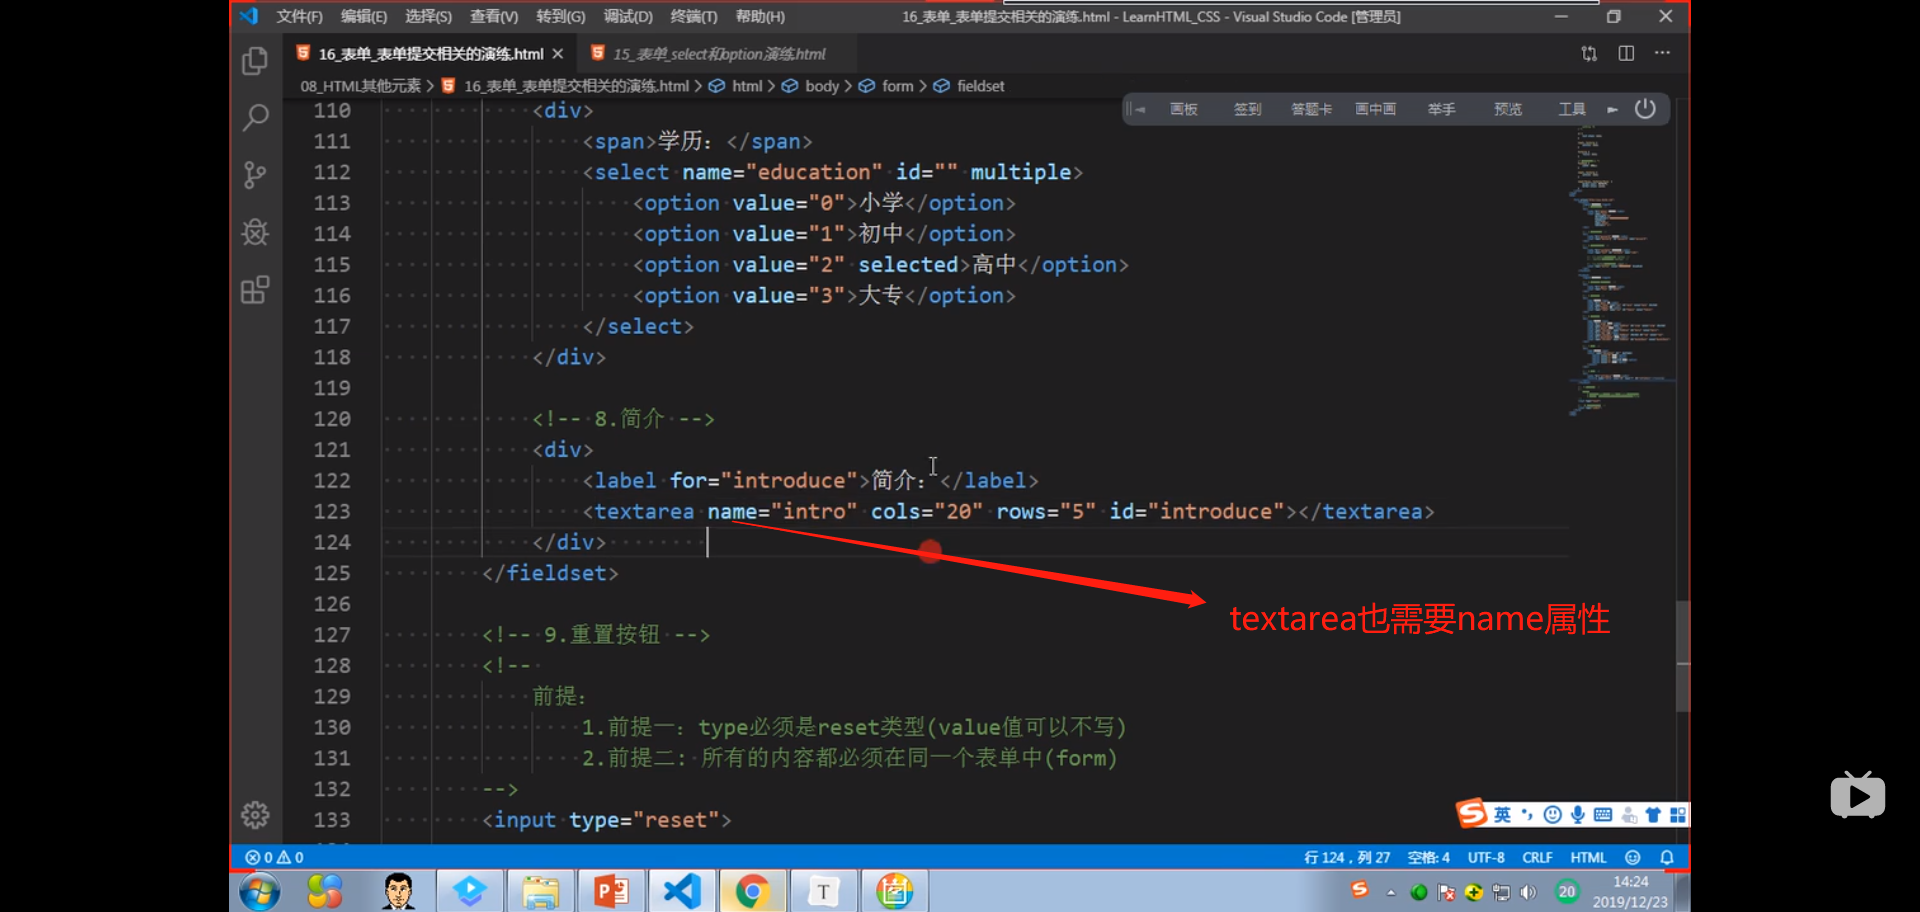 文件(F) 编辑(E) 选择(S) 查看(V) 转到(G) 调试(D) 终端(T) 帮助(H) 16_表单_表单提交相关的演练.html - LearnHTML_CSS - Visual Studio Code [管理员]
16_表单_表单提交相关的演练.html 15_表单_select和option演练.html
08_HTML其他元素 > 16_表单_表单提交相关的演练.html > html > body > form > fieldset
画板 签到 答题卡 画中画 举手 预览 工具
110 <div>
111 <span>学历: </span>
112 <select name="education" id="" multiple>
113 <option value="0">小学</option>
114 <option value="1">初中</option>
115 <option value="2" selected>高中</option>
116 <option value="3">大专</option>
117 </select>
118 </div>
119
120 <!-- 8.简介 -->
121 <div>
122 <label for="introduce">简介: </label>
123 <textarea name="intro" cols="20" rows="5" id="introduce"></textarea>
124 </div>
125 </fieldset>
textarea也需要name属性
126
127 <!-- 9.重置按钮 -->
128 <!--
129 前提:
130 1.前提一: type必须是reset类型(value值可以不写)
131 2.前提二: 所有的内容都必须在同一个表单中(form)
132 -->
133 <input type="reset">
英
0 0 行 124，列 27 空格: 4 UTF-8 CRLF HTML
T 20 14:24
2019/12/23